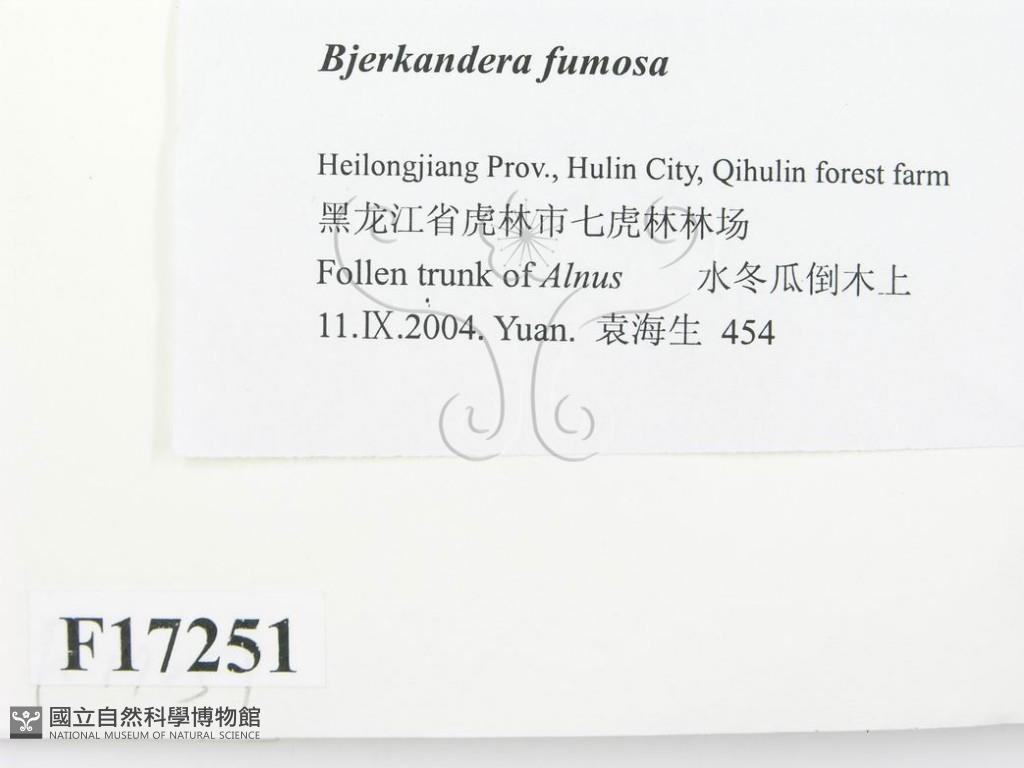 Bjerkandera fumosa
Heilongjiang Prov., Hulin City, Qihulin forest farm
黑龙江省虎林市七虎林林场
Follen trunk of Alnus 水冬瓜倒木上
11.Ⅸ.2004. Yuan. 袁海生 454
F17251
國立自然科學博物館
NATIONAL MUSEUM OF NATURAL SCIENCE